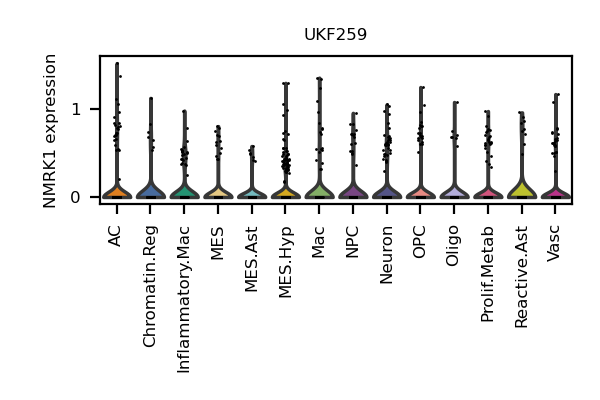 UKF259
NMRK1 expression
1
0
AC
Chromatin.Reg
Inflammatory.Mac
MES
MES.Ast
MES.Hyp
Mac
NPC
Neuron
OPC
Oligo
Prolif.Metab
Reactive.Ast
Vasc